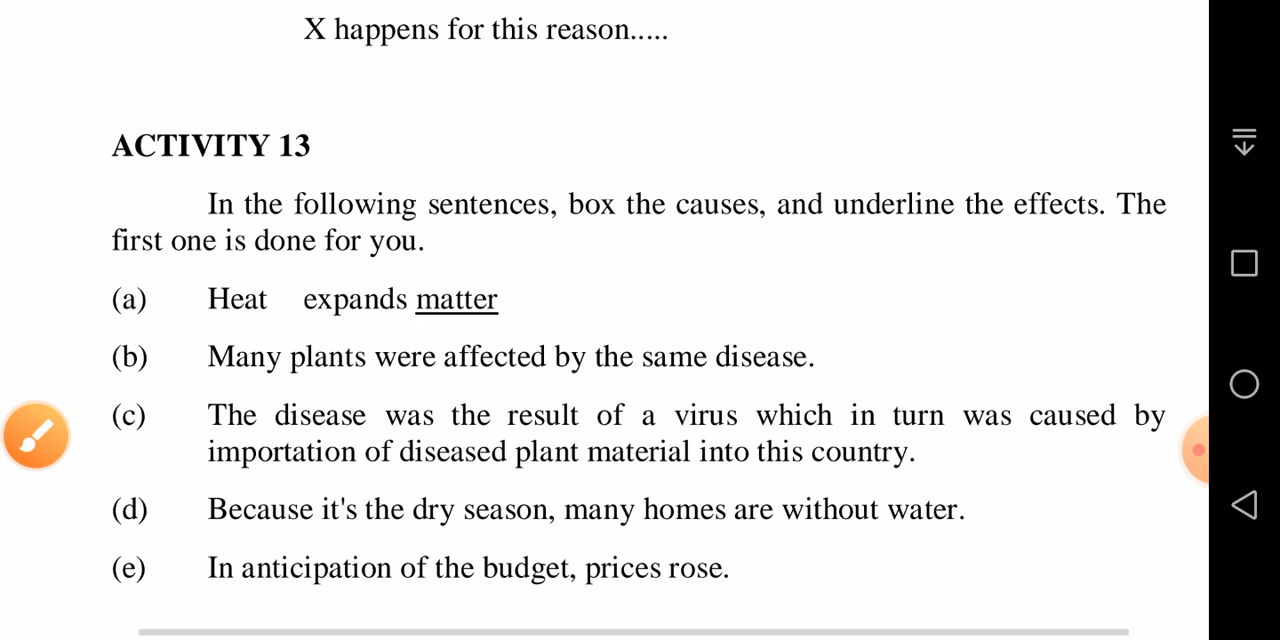 X happens for this reason.....
ACTIVITY 13
In the following sentences, box the causes, and underline the effects. The
first one is done for you.
(a) Heat expands matter
(b) Many plants were affected by the same disease.
(c) The disease was the result of a virus which in turn was caused by
importation of diseased plant material into this country.
(d) Because it's the dry season, many homes are without water.
(e) In anticipation of the budget, prices rose.